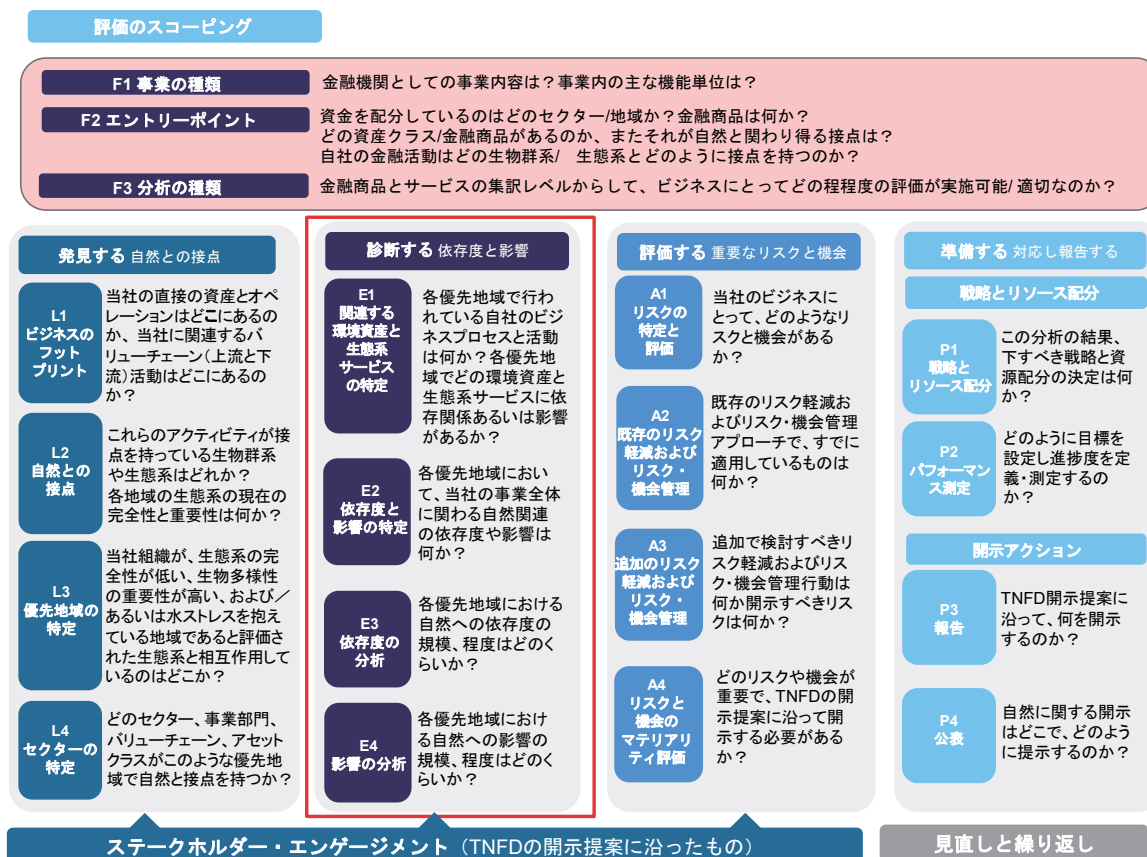 評価のスコーピング
F1 事業の種類
金融機関としての事業内容は？事業内の主な機能単位は？
F2 エントリーポイント
資金を配分しているのはどのセクター/地域か？金融商品は何か？
どの資産クラス/金融商品があるのか、またそれが自然と関わり得る接点は？
自社の金融活動はどの生物群系/ 生態系とどのように接点を持つのか？
F3 分析の種類
金融商品とサービスの集訳レベルからして、ビジネスにとってどの程程度の評価が実施可能/ 適切なのか？
発見する 自然との接点
L1
ビジネスの
フット
プリント
当社の直接の資産とオペ
レーションはどこにあるの
か、当社に関連するバ
リューチェーン（上流と下
流）活動はどこにあるの
か？
L2
自然との
接点
これらのアクティビティが接
点を持っている生物群系
や生態系はどれか？
各地域の生態系の現在の
完全性と重要性は何か？
L3
優先地域の
特定
当社組織が、生態系の完
全性が低い、生物多様性
の重要性が高い、および／
あるいは水ストレスを抱え
ている地域であると評価さ
れた生態系と相互作用して
いるのはどこか？
L4
セクターの
特定
どのセクター、事業部門、
バリューチェーン、アセット
クラスがこのような優先地
域で自然と接点を持つか？
診断する 依存度と影響
E1
関連する
環境資産と
生態系
サービス
の特定
各優先地域で行わ
れている自社のビジ
ネスプロセスと活動
は何か？各優先地
域でどの環境資産と
生態系サービスに依
存関係あるいは影響
があるか？
E2
依存度と
影響の特定
各優先地域におい
て、当社の事業全体
に関わる自然関連
の依存度や影響は
何か？
E3
依存度の
分析
各優先地域における
自然への依存度の
規模、程度はどのく
らいか？
E4
影響の分析
各優先地域におけ
る自然への影響の
規模、程度はどのく
らいか？
評価する 重要なリスクと機会
A1
リスクの
特定と
評価
当社のビジネスに
とって、どのようなリ
スクと機会がある
か？
A2
既存のリスク
軽減および
リスク・
機会管理
既存のリスク軽減お
よびリスク・機会管理
アプローチで、すでに
適用しているものは
何か？
A3
追加のリスク
軽減および
リスク・
機会管理
追加で検討すべきリ
スク軽減およびリス
ク・機会管理行動は
何か開示すべきリス
クは何か？
A4
リスクと
機会の
マテリアリ
ティ評価
どのリスクや機会が
重要で、TNFDの開
示提案に沿って開
示する必要がある
か？
準備する 対応し報告する
戦略とリソース配分
P1
戦略と
リソース配分
この分析の結果、
下すべき戦略と資
源配分の決定は何
か？
P2
パフォーマン
ス測定
どのように目標を
設定し進捗度を定
義・測定するの
か？
開示アクション
P3
報告
TNFD開示提案に
沿って、何を開示
するのか？
P4
公表
自然に関する開示
はどこで、どのよう
に提示するのか？
ステークホルダー・エンゲージメント（TNFDの開示提案に沿ったもの）
見直しと繰り返し